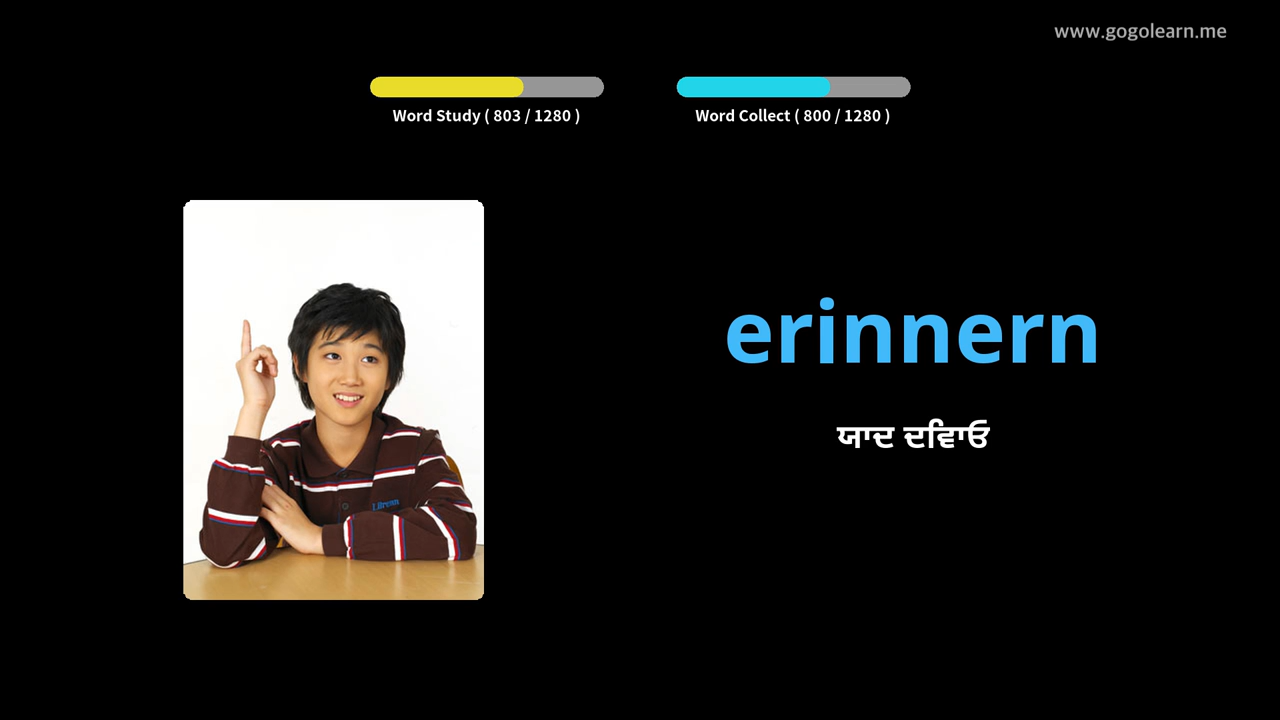 www.gogolearn.me
Word Study ( 803 / 1280 )
Word Collect ( 800 / 1280 )
erinnern
ਯਾਦ ਦਵਿਾਓ